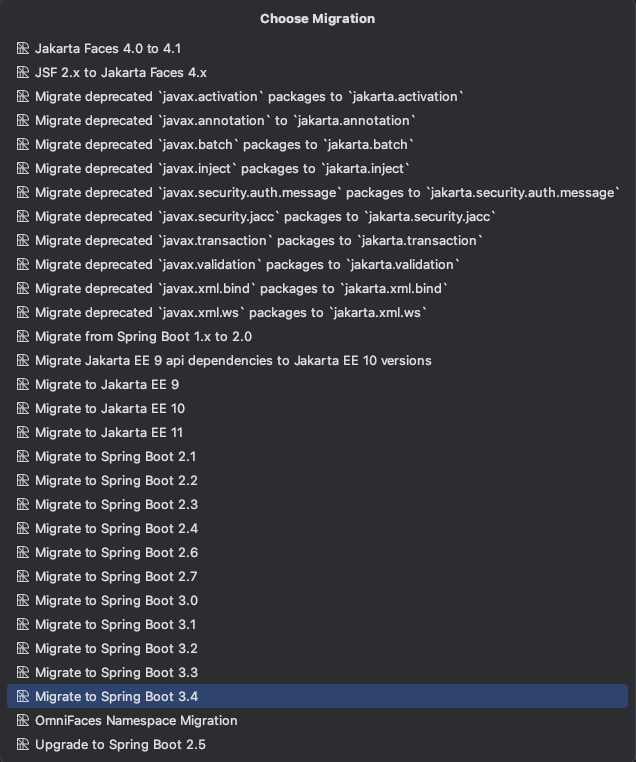 Choose Migration
Jakarta Faces 4.0 to 4.1
JSF 2.x to Jakarta Faces 4.x
Migrate deprecated `javax.activation` packages to `jakarta.activation`
Migrate deprecated `javax.annotation` to `jakarta.annotation`
Migrate deprecated `javax.batch` packages to `jakarta.batch`
Migrate deprecated `javax.inject` packages to `jakarta.inject`
Migrate deprecated `javax.security.auth.message` packages to `jakarta.security.auth.message`
Migrate deprecated `javax.security.jacc` packages to `jakarta.security.jacc`
Migrate deprecated `javax.transaction` packages to `jakarta.transaction`
Migrate deprecated `javax.validation` packages to `jakarta.validation`
Migrate deprecated `javax.xml.bind` packages to `jakarta.xml.bind`
Migrate deprecated `javax.xml.ws` packages to `jakarta.xml.ws`
Migrate from Spring Boot 1.x to 2.0
Migrate Jakarta EE 9 api dependencies to Jakarta EE 10 versions
Migrate to Jakarta EE 9
Migrate to Jakarta EE 10
Migrate to Jakarta EE 11
Migrate to Spring Boot 2.1
Migrate to Spring Boot 2.2
Migrate to Spring Boot 2.3
Migrate to Spring Boot 2.4
Migrate to Spring Boot 2.6
Migrate to Spring Boot 2.7
Migrate to Spring Boot 3.0
Migrate to Spring Boot 3.1
Migrate to Spring Boot 3.2
Migrate to Spring Boot 3.3
Migrate to Spring Boot 3.4
OmniFaces Namespace Migration
Upgrade to Spring Boot 2.5